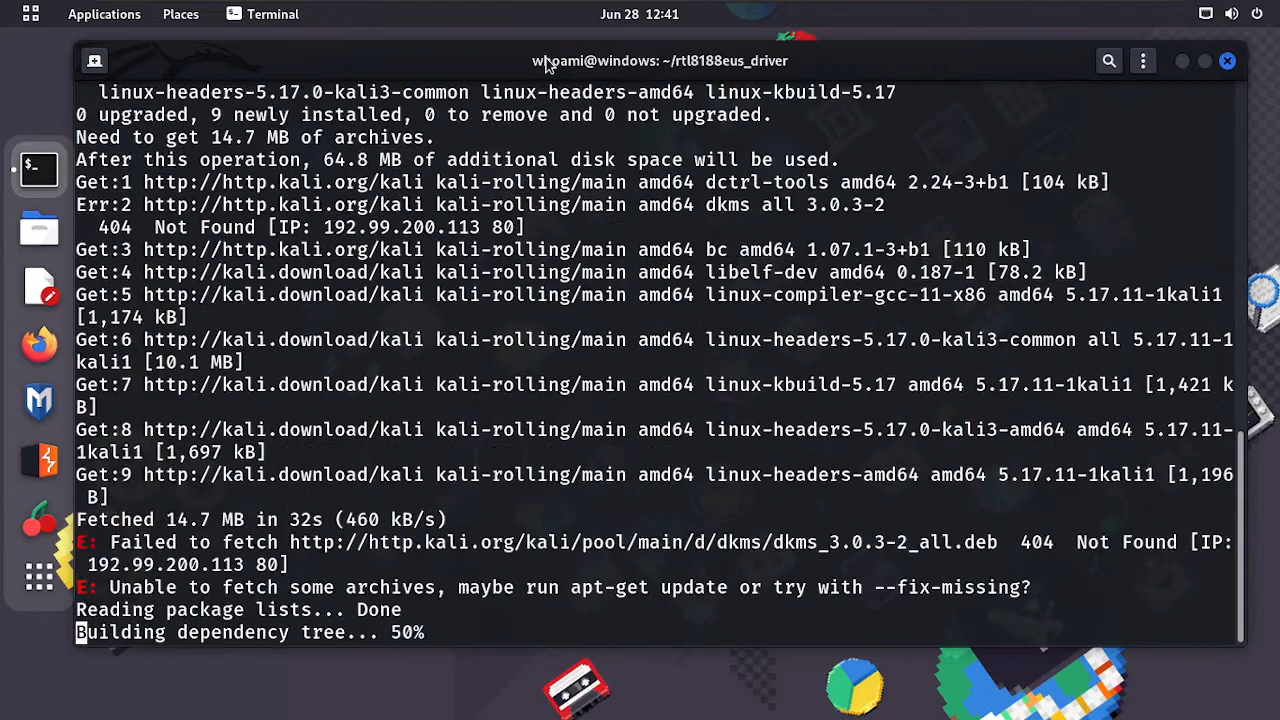 Applications Places Terminal Jun 28 12:41
whoami@windows: ~/rtl8188eus_driver
linux-headers-5.17.0-kali3-common linux-headers-amd64 linux-kbuild-5.17
0 upgraded, 9 newly installed, 0 to remove and 0 not upgraded.
Need to get 14.7 MB of archives.
After this operation, 64.8 MB of additional disk space will be used.
Get:1 http://http.kali.org/kali kali-rolling/main amd64 dctrl-tools amd64 2.24-3+b1 [104 kB]
Err:2 http://http.kali.org/kali kali-rolling/main amd64 dkms all 3.0.3-2
404 Not Found [IP: 192.99.200.113 80]
Get:3 http://http.kali.org/kali kali-rolling/main amd64 bc amd64 1.07.1-3+b1 [110 kB]
Get:4 http://kali.download/kali kali-rolling/main amd64 libelf-dev amd64 0.187-1 [78.2 kB]
Get:5 http://kali.download/kali kali-rolling/main amd64 linux-compiler-gcc-11-x86 amd64 5.17.11-1kali1
[1,174 kB]
Get:6 http://kali.download/kali kali-rolling/main amd64 linux-headers-5.17.0-kali3-common all 5.17.11-1
kali1 [10.1 MB]
Get:7 http://kali.download/kali kali-rolling/main amd64 linux-kbuild-5.17 amd64 5.17.11-1kali1 [1,421 k
B]
Get:8 http://kali.download/kali kali-rolling/main amd64 linux-headers-5.17.0-kali3-amd64 amd64 5.17.11-
1kali1 [1,697 kB]
Get:9 http://kali.download/kali kali-rolling/main amd64 linux-headers-amd64 amd64 5.17.11-1kali1 [1,196
B]
Fetched 14.7 MB in 32s (460 kB/s)
E: Failed to fetch http://http.kali.org/kali/pool/main/d/dkms/dkms_3.0.3-2_all.deb 404 Not Found [IP:
192.99.200.113 80]
E: Unable to fetch some archives, maybe run apt-get update or try with --fix-missing?
Reading package lists... Done
Building dependency tree... 50%